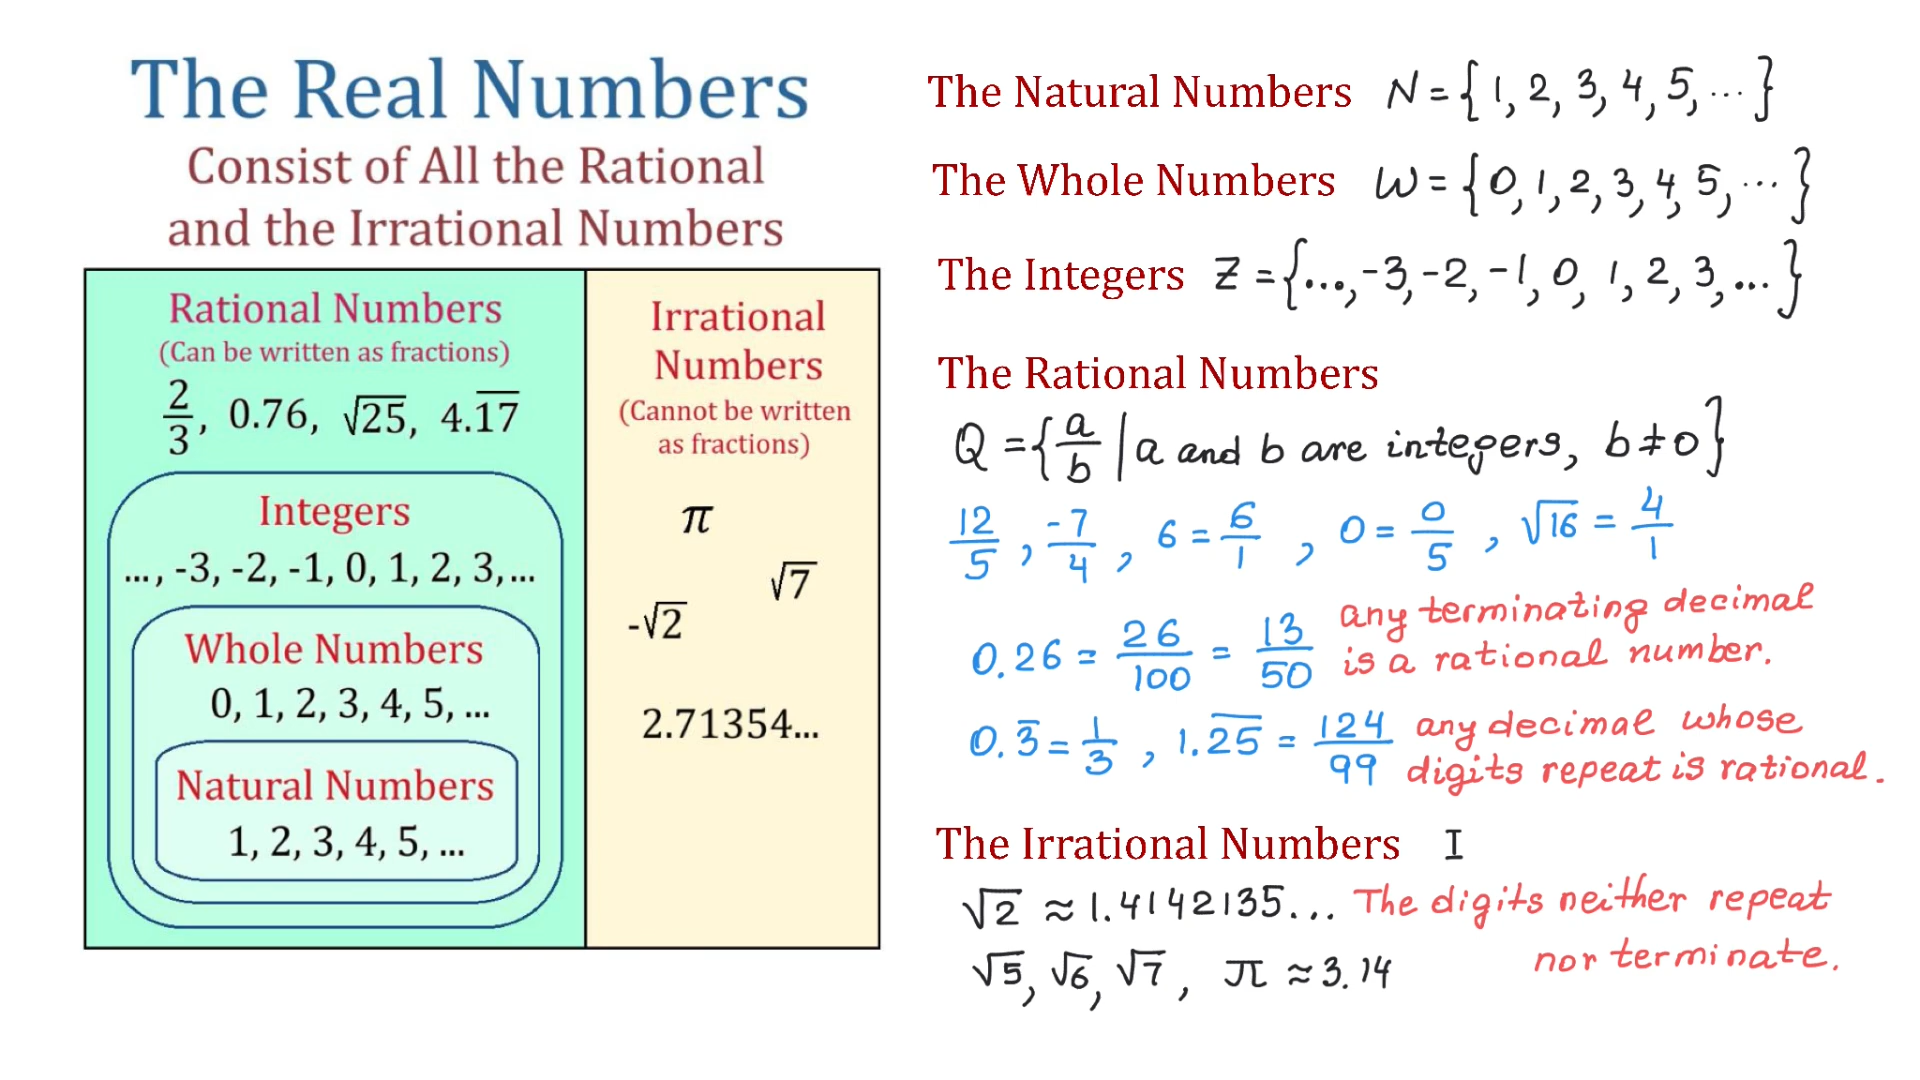 The Real Numbers
Consist of All the Rational
and the Irrational Numbers
Rational Numbers
(Can be written as fractions)
2/3, 0.76, √25, 4.1̅7̅
Integers
..., -3, -2, -1, 0, 1, 2, 3,...
Whole Numbers
0, 1, 2, 3, 4, 5, ...
Natural Numbers
1, 2, 3, 4, 5, ...
Irrational
Numbers
(Cannot be written
as fractions)
π
√7
-√2
2.71354...
The Natural Numbers N = {1, 2, 3, 4, 5, ...}
The Whole Numbers W = {0, 1, 2, 3, 4, 5, ...}
The Integers Z = {..., -3, -2, -1, 0, 1, 2, 3, ...}
The Rational Numbers
Q = {a/b | a and b are integers, b ≠ 0}
12/5, -7/4, 6 = 6/1, 0 = 0/5, √16 = 4/1
0.26 = 26/100 = 13/50 any terminating decimal
is a rational number.
0.3̅ = 1/3, 1.2̅5̅ = 124/99 any decimal whose
digits repeat is rational.
The Irrational Numbers I
√2 ≈ 1.4142135... The digits neither repeat
nor terminate.
√5, √6, √7, π ≈ 3.14